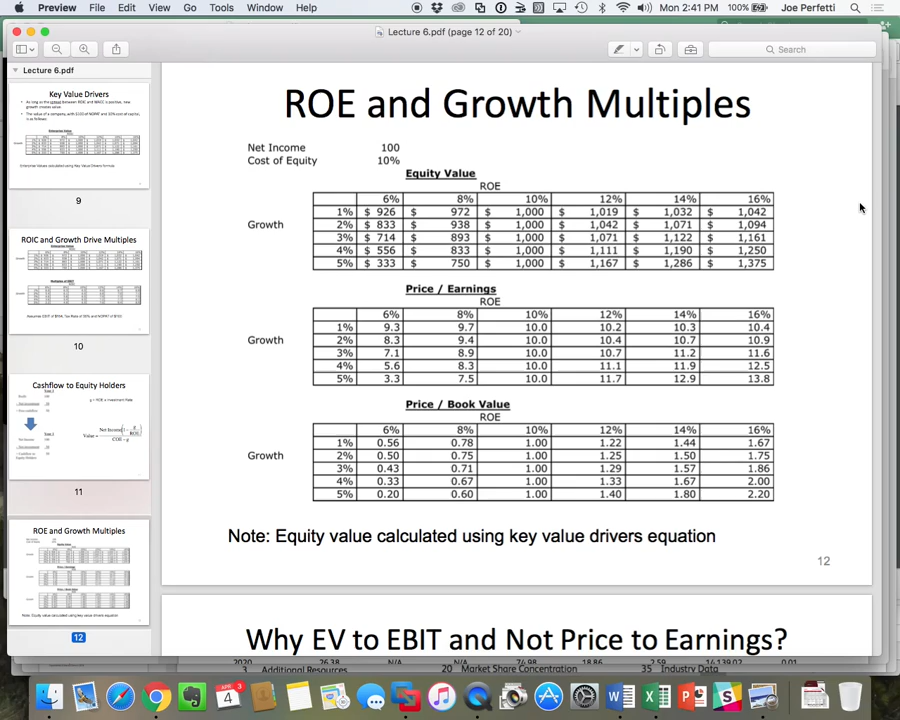 Preview File Edit View Go Tools Window Help Mon 2:41 PM 100% Joe Perfetti
Lecture 6.pdf (page 12 of 20)
Search
Lecture 6.pdf
Key Value Drivers
9
ROIC and Growth Drive Multiples
10
Cashflow to Equity Holders
11
ROE and Growth Multiples
12
ROE and Growth Multiples
Net Income 100
Cost of Equity 10%
Equity Value
ROE
6% 8% 10% 12% 14% 16%
1% $ 926 $ 972 $ 1,000 $ 1,019 $ 1,032 $ 1,042
Growth 2% $ 833 $ 938 $ 1,000 $ 1,042 $ 1,071 $ 1,094
3% $ 714 $ 893 $ 1,000 $ 1,071 $ 1,122 $ 1,161
4% $ 556 $ 833 $ 1,000 $ 1,111 $ 1,190 $ 1,250
5% $ 333 $ 750 $ 1,000 $ 1,167 $ 1,286 $ 1,375
Price / Earnings
ROE
6% 8% 10% 12% 14% 16%
1% 9.3 9.7 10.0 10.2 10.3 10.4
Growth 2% 8.3 9.4 10.0 10.4 10.7 10.9
3% 7.1 8.9 10.0 10.7 11.2 11.6
4% 5.6 8.3 10.0 11.1 11.9 12.5
5% 3.3 7.5 10.0 11.7 12.9 13.8
Price / Book Value
ROE
6% 8% 10% 12% 14% 16%
1% 0.56 0.78 1.00 1.22 1.44 1.67
Growth 2% 0.50 0.75 1.00 1.25 1.50 1.75
3% 0.43 0.71 1.00 1.29 1.57 1.86
4% 0.33 0.67 1.00 1.33 1.67 2.00
5% 0.20 0.60 1.00 1.40 1.80 2.20
Note: Equity value calculated using key value drivers equation
12
Why EV to EBIT and Not Price to Earnings?
3 Additional Resources 20 Market Share Concentration 35 Industry Data
APR 4